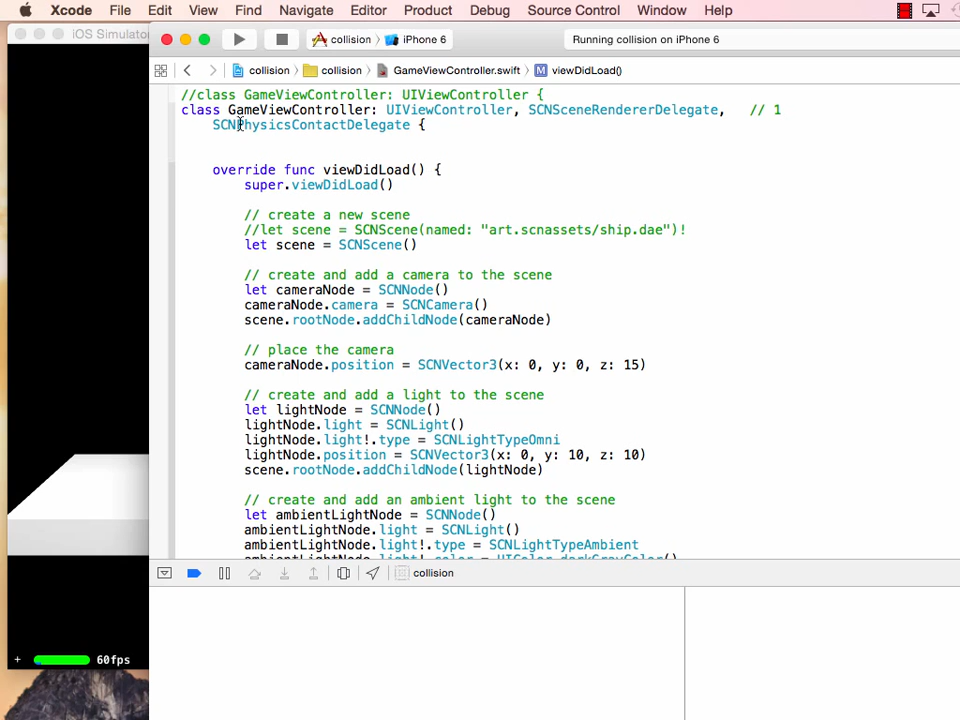 Xcode File Edit View Find Navigate Editor Product Debug Source Control Window Help
iOS Simulator
collision iPhone 6
Running collision on iPhone 6
collision collision GameViewController.swift M viewDidLoad()
//class GameViewController: UIViewController {
class GameViewController: UIViewController, SCNSceneRendererDelegate, // 1
SCNPhysicsContactDelegate {
override func viewDidLoad() {
super.viewDidLoad()
// create a new scene
//let scene = SCNScene(named: "art.scnassets/ship.dae")!
let scene = SCNScene()
// create and add a camera to the scene
let cameraNode = SCNNode()
cameraNode.camera = SCNCamera()
scene.rootNode.addChildNode(cameraNode)
// place the camera
cameraNode.position = SCNVector3(x: 0, y: 0, z: 15)
// create and add a light to the scene
let lightNode = SCNNode()
lightNode.light = SCNLight()
lightNode.light!.type = SCNLightTypeOmni
lightNode.position = SCNVector3(x: 0, y: 10, z: 10)
scene.rootNode.addChildNode(lightNode)
// create and add an ambient light to the scene
let ambientLightNode = SCNNode()
ambientLightNode.light = SCNLight()
ambientLightNode.light!.type = SCNLightTypeAmbient
ambientLightNode.light!.color = UIColor.darkGrayColor()
collision
+ 60fps